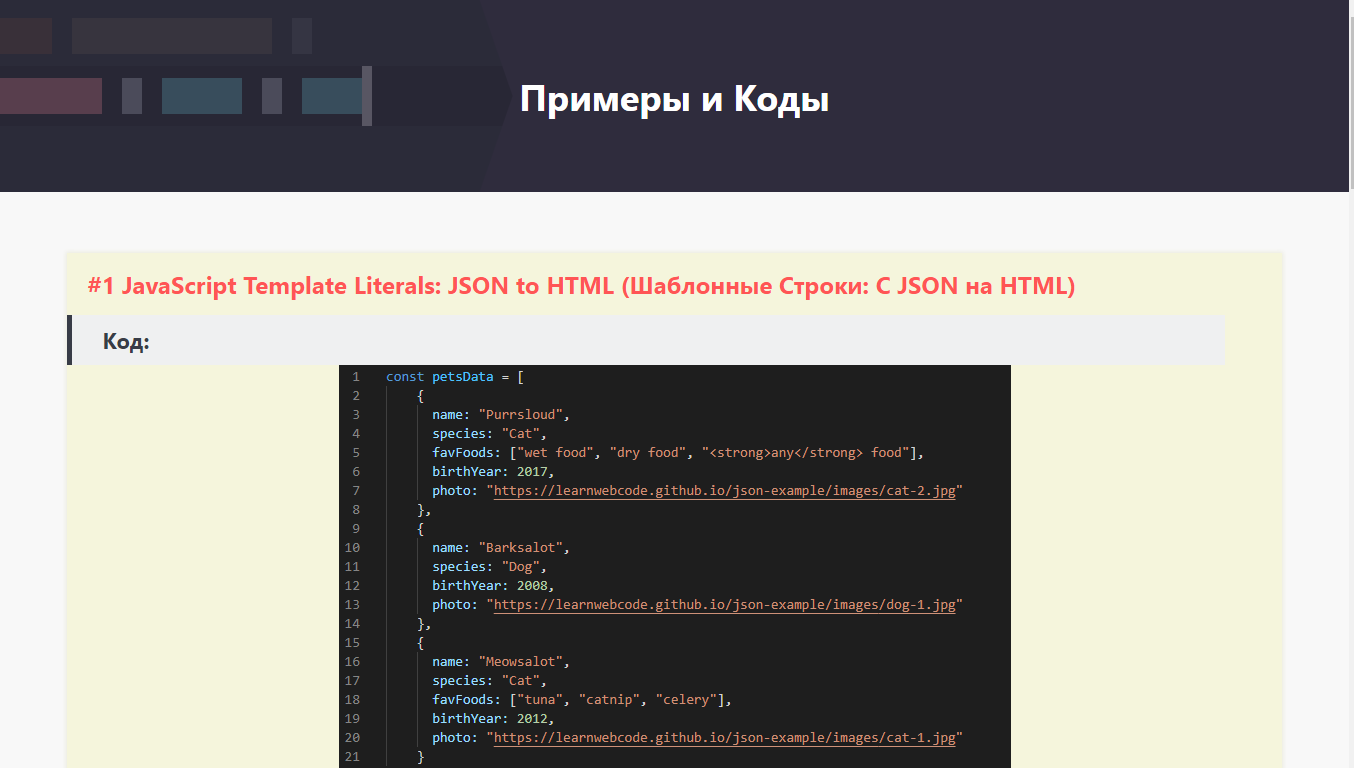 Примеры и Коды
#1 JavaScript Template Literals: JSON to HTML (Шаблонные Строки: С JSON на HTML)
Код:
1 const petsData = [
2 {
3 name: "Purrsloud",
4 species: "Cat",
5 favFoods: ["wet food", "dry food", "<strong>any</strong> food"],
6 birthYear: 2017,
7 photo: "https://learnwebcode.github.io/json-example/images/cat-2.jpg"
8 },
9 {
10 name: "Barksalot",
11 species: "Dog",
12 birthYear: 2008,
13 photo: "https://learnwebcode.github.io/json-example/images/dog-1.jpg"
14 },
15 {
16 name: "Meowsalot",
17 species: "Cat",
18 favFoods: ["tuna", "catnip", "celery"],
19 birthYear: 2012,
20 photo: "https://learnwebcode.github.io/json-example/images/cat-1.jpg"
21 }